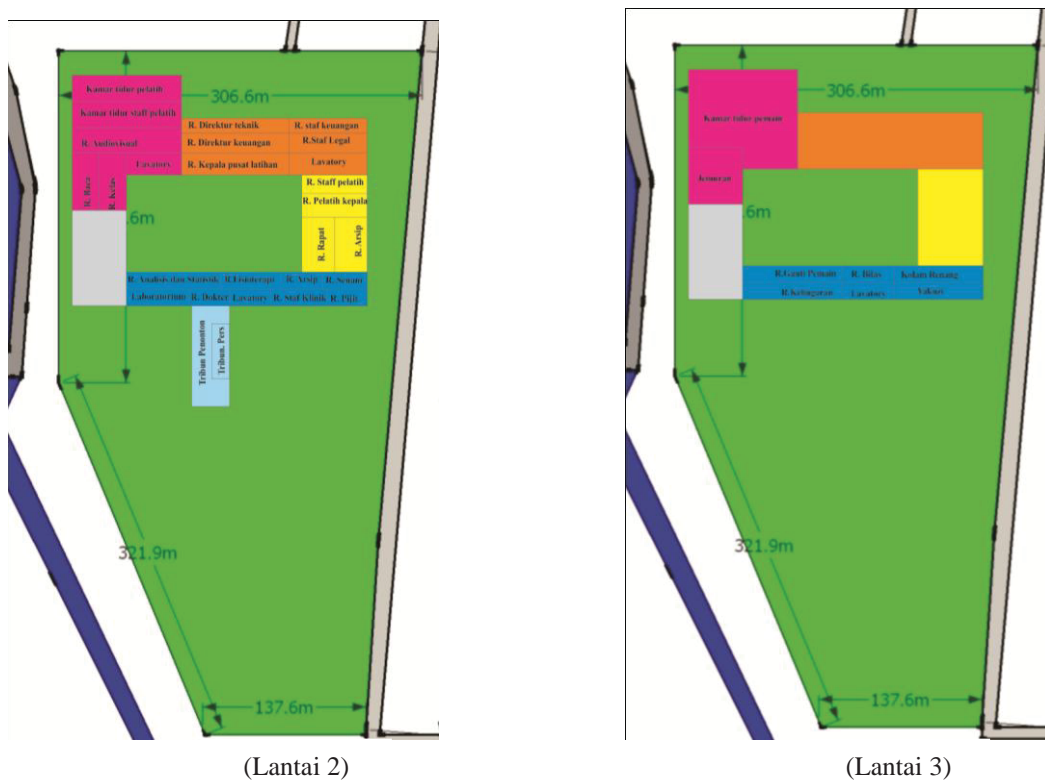 Kamar tidur pelatih
306.6m
Kamar tidur staff pelatih
R. Direktur teknik
R. staf keuangan
R. Audiovisual
R. Direktur keuangan
R.Staf Legal
Lavatory
R. Kepala pusat latihan
Lavatory
R. Baca
R. Kelas
R. Staff pelatih
R. Pelatih kepala
.6m
R. Rapat
R. Arsip
R. Analisis dan Statistik
R. Arsip
R. Senam
Laboratorium
R. Dokter
Lavatory
R. Staf Klinik
Tribun Penonton
Tribun. Pers
321.9m
137.6m
(Lantai 2)
306.6m
Kamar tidur pemain
.6m
R.Ganti Pemain
R. Bilas
Kolam Renang
R.Kebugaran
Lavatory
321.9m
137.6m
(Lantai 3)